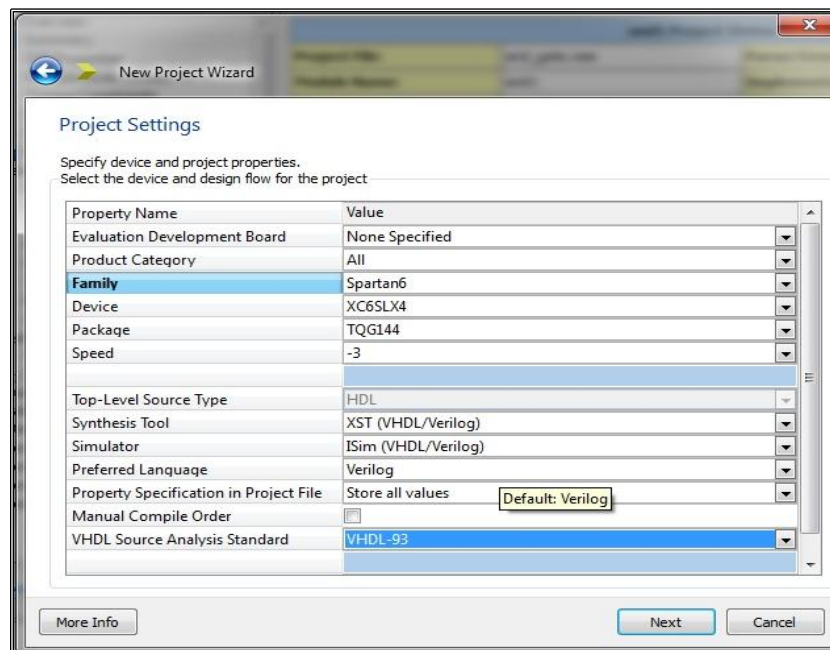 New Project Wizard
Project Settings
Specify device and project properties.
Select the device and design flow for the project
Property Name Value
Evaluation Development Board None Specified
Product Category All
Family Spartan6
Device XC6SLX4
Package TQG144
Speed -3
Top-Level Source Type HDL
Synthesis Tool XST (VHDL/Verilog)
Simulator ISim (VHDL/Verilog)
Preferred Language Verilog
Property Specification in Project File Store all values
Default: Verilog
Manual Compile Order
VHDL Source Analysis Standard VHDL-93
More Info Next Cancel